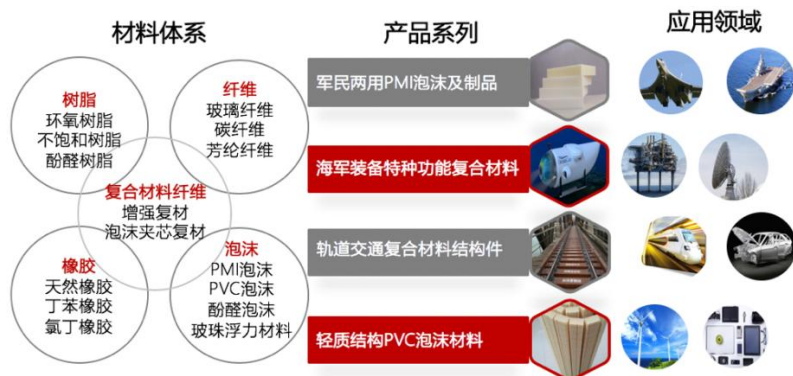 材料体系
产品系列
应用领域
树脂
环氧树脂
不饱和树脂
酚醛树脂
纤维
玻璃纤维
碳纤维
芳纶纤维
复合材料纤维
增强复材
泡沫夹芯复材
橡胶
天然橡胶
丁苯橡胶
氯丁橡胶
泡沫
PMI泡沫
PVC泡沫
酚醛泡沫
玻珠浮力材料
军民两用PMI泡沫及制品
海军装备特种功能复合材料
轨道交通复合材料结构件
轻质结构PVC泡沫材料